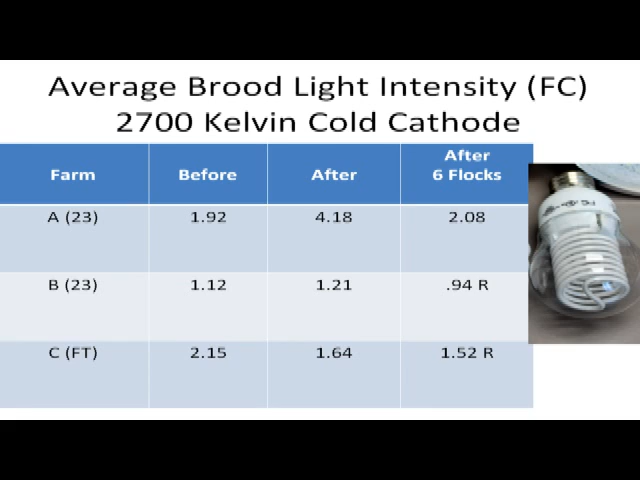 Average Brood Light Intensity (FC)
2700 Kelvin Cold Cathode
Farm Before After After 6 Flocks
A (23) 1.92 4.18 2.08
B (23) 1.12 1.21 .94 R
C (FT) 2.15 1.64 1.52 R